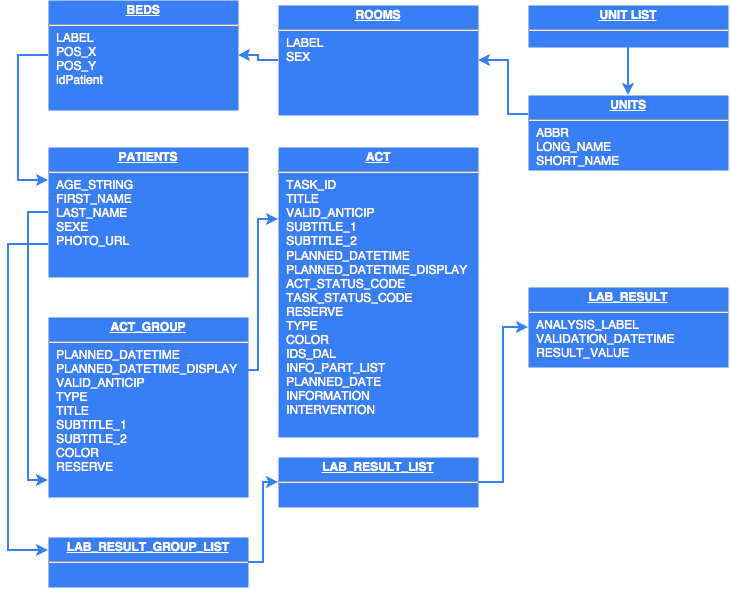 BEDS
LABEL
POS_X
POS_Y
idPatient
ROOMS
LABEL
SEX
UNIT LIST
UNITS
ABBR
LONG_NAME
SHORT_NAME
PATIENTS
AGE_STRING
FIRST_NAME
LAST_NAME
SEXE
PHOTO_URL
ACT
TASK_ID
TITLE
VALID_ANTICIP
SUBTITLE_1
SUBTITLE_2
PLANNED_DATETIME
PLANNED_DATETIME_DISPLAY
ACT_STATUS_CODE
TASK_STATUS_CODE
RESERVE
TYPE
COLOR
IDS_DAL
INFO_PART_LIST
PLANNED_DATE
INFORMATION
INTERVENTION
LAB_RESULT
ANALYSIS_LABEL
VALIDATION_DATETIME
RESULT_VALUE
ACT_GROUP
PLANNED_DATETIME
PLANNED_DATETIME_DISPLAY
VALID_ANTICIP
TYPE
TITLE
SUBTITLE_1
SUBTITLE_2
COLOR
RESERVE
LAB_RESULT_LIST
LAB_RESULT_GROUP_LIST